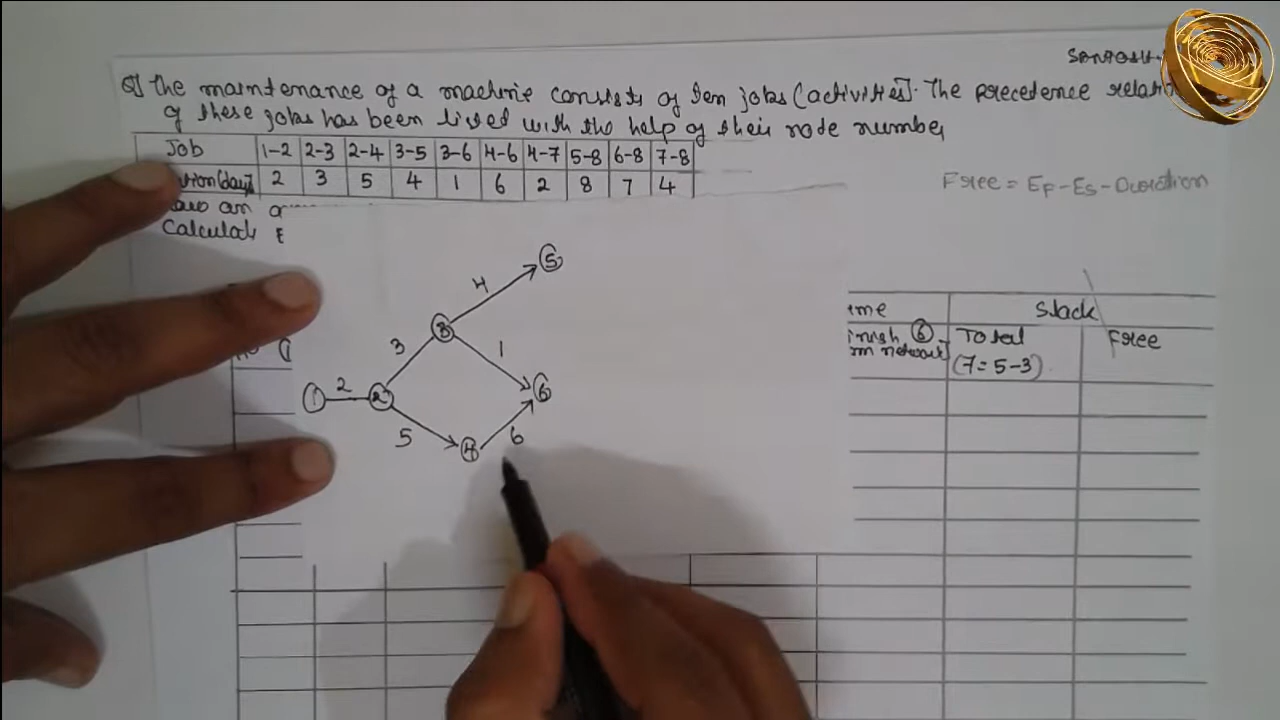 SANTOSH
Q] The maintenance of a machine consists of Ten jobs (activities]. The precedence relati
of these jobs has been listed with the help of their node number
Job 1-2 2-3 2-4 3-5 3-6 4-6 4-7 5-8 6-8 7-8
2 3 5 4 1 6 2 8 7 4
Free = EF-ES-Duration
an
Calculate
5
4
3
3
1
1 2 2
6
5
4
6
Slack
6 Total Free
(7=5-3)